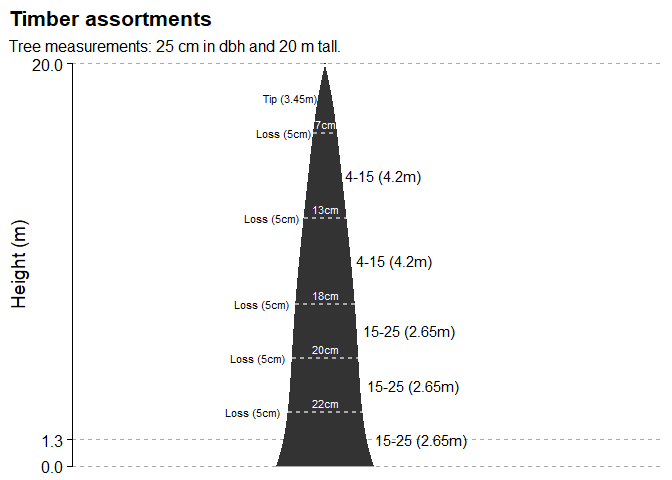 Timber assortments
Tree measurements: 25 cm in dbh and 20 m tall.
20.0
Tip (3.45m)
7cm
Loss (5cm)
4-15 (4.2m)
13cm
Loss (5cm)
Height (m)
4-15 (4.2m)
18cm
Loss (5cm)
15-25 (2.65m)
20cm
Loss (5cm)
15-25 (2.65m)
22cm
Loss (5cm)
1.3
15-25 (2.65m)
0.0